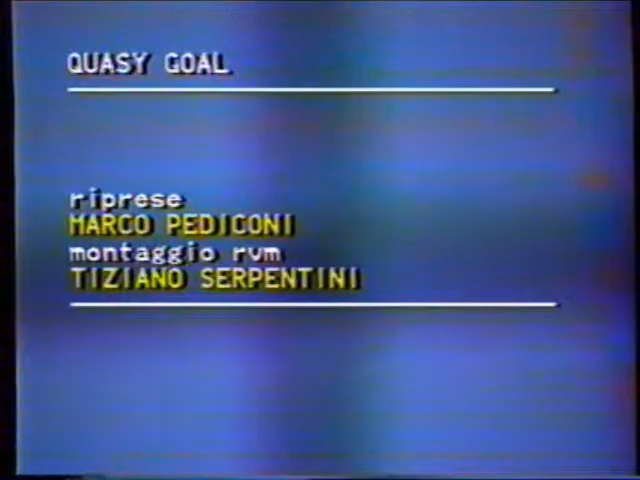 QUASY GOAL
riprese
MARCO PEDICONI
montaggio rvm
TIZIANO SERPENTINI